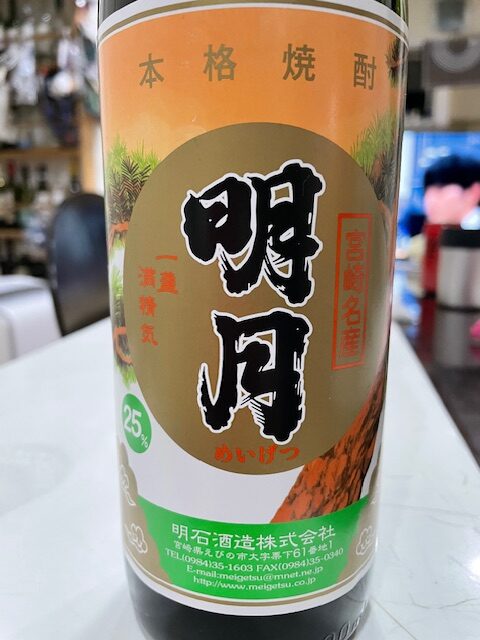 本格焼酎
明月
宮崎名産
一盞
満精気
めいげつ
25%
明石酒造株式会社
宮崎県えびの市大字栗下61番地1
TEL(0984)35-1603 FAX(0984)35-0340
E-mail:meigetsu@mnet.ne.jp
http://www.meigetsu.co.jp